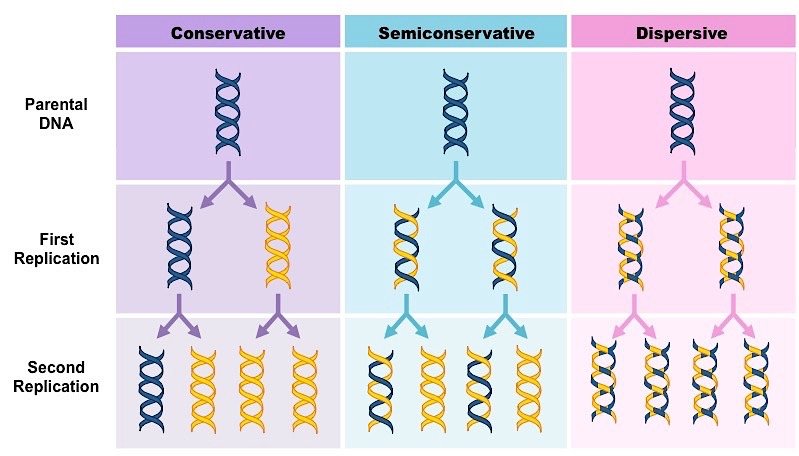 Conservative
Semiconservative
Dispersive
Parental
DNA
First
Replication
Second
Replication